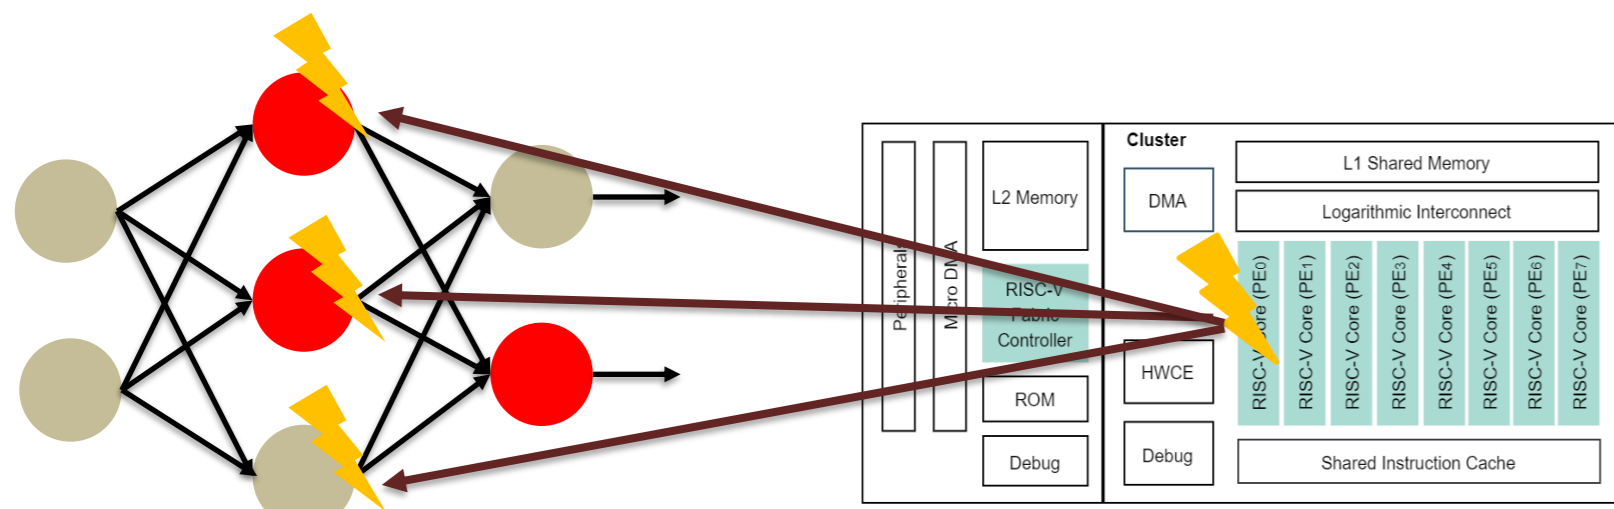 Peripherals
Micro DMA
L2 Memory
RISC-V
Fabric
Controller
ROM
Debug
Cluster
DMA
HWCE
Debug
L1 Shared Memory
Logarithmic Interconnect
RISC-V Core (PE0)
RISC-V Core (PE1)
RISC-V Core (PE2)
RISC-V Core (PE3)
RISC-V Core (PE4)
RISC-V Core (PE5)
RISC-V Core (PE6)
RISC-V Core (PE7)
Shared Instruction Cache